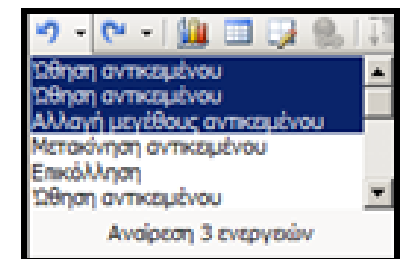 Ώθηση αντικειμένου
Ώθηση αντικειμένου
Αλλαγή μεγέθους αντικειμένου
Μετακίνηση αντικειμένου
Επικόλληση
Ώθηση αντικειμένου
Αναίρεση 3 ενεργειών